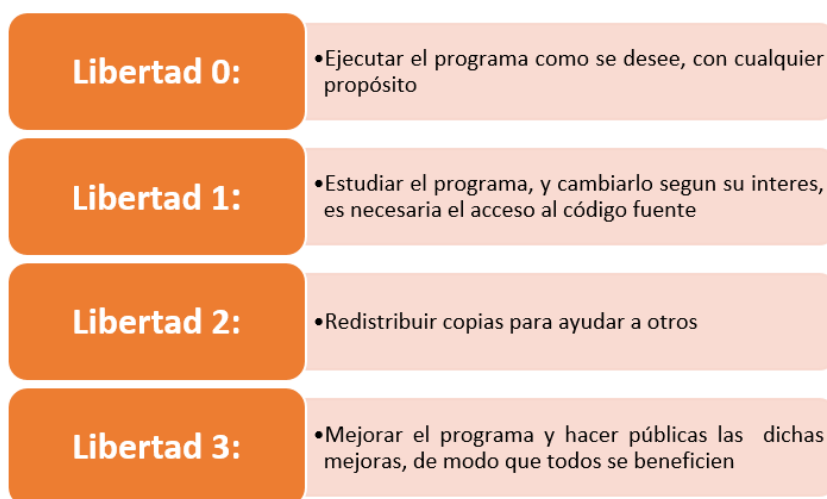 Libertad 0:
•Ejecutar el programa como se desee, con cualquier
propósito
Libertad 1:
•Estudiar el programa, y cambiarlo segun su interes,
es necesaria el acceso al código fuente
Libertad 2:
•Redistribuir copias para ayudar a otros
Libertad 3:
•Mejorar el programa y hacer públicas las dichas
mejoras, de modo que todos se beneficien